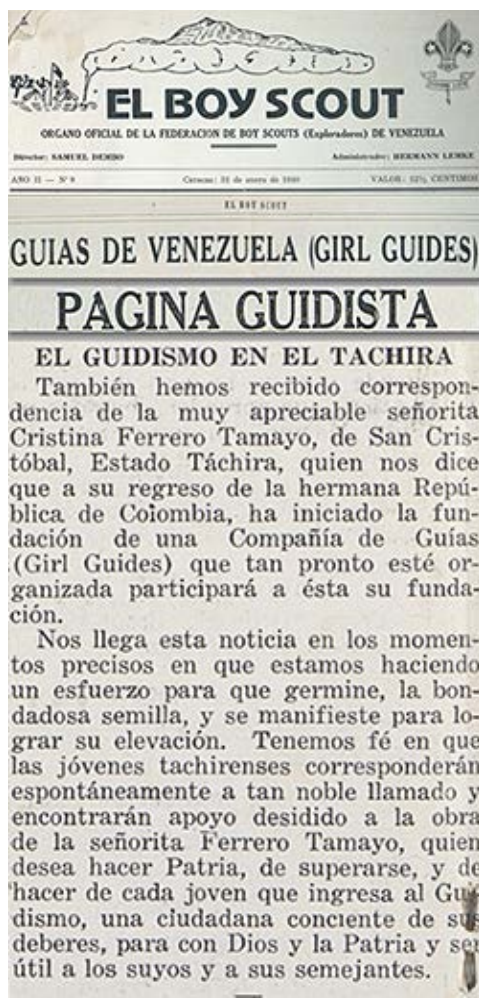 EL BOY SCOUT
ORGANO OFICIAL DE LA FEDERACION DE BOY SCOUTS (Exploradores) DE VENEZUELA
Director: SAMUEL DEMBO Administrador: HERMANN LEMKE
AÑO II — Nº 8 Caracas: 31 de enero de VALOR: 12½ CENTIMOS
EL BOY SCOUT
GUIAS DE VENEZUELA (GIRL GUIDES)
PAGINA GUIDISTA
EL GUIDISMO EN EL TACHIRA
También hemos recibido correspon-
dencia de la muy apreciable señorita
Cristina Ferrero Tamayo, de San Cris-
tóbal, Estado Táchira, quien nos dice
que a su regreso de la hermana Repú-
blica de Colombia, ha iniciado la fun-
dación de una Compañía de Guías
(Girl Guides) que tan pronto esté or-
ganizada participará a ésta su funda-
ción.
Nos llega esta noticia en los momen-
tos precisos en que estamos haciendo
un esfuerzo para que germine, la bon-
dadosa semilla, y se manifieste para lo-
grar su elevación. Tenemos fé en que
las jóvenes tachirenses corresponderán
espontáneamente a tan noble llamado y
encontrarán apoyo desidido a la obra
de la señorita Ferrero Tamayo, quien
desea hacer Patria, de superarse, y de
hacer de cada joven que ingresa al Gui-
dismo, una ciudadana conciente de sus
deberes, para con Dios y la Patria y ser
útil a los suyos y a sus semejantes.